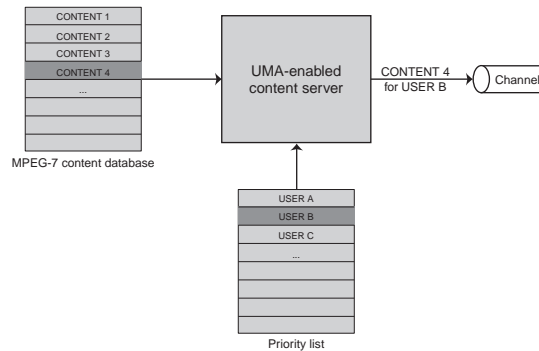 CONTENT 1
CONTENT 2
CONTENT 3
CONTENT 4
...
MPEG-7 content database
UMA-enabled
content server
CONTENT 4
for USER B
Channel
USER A
USER B
USER C
...
Priority list